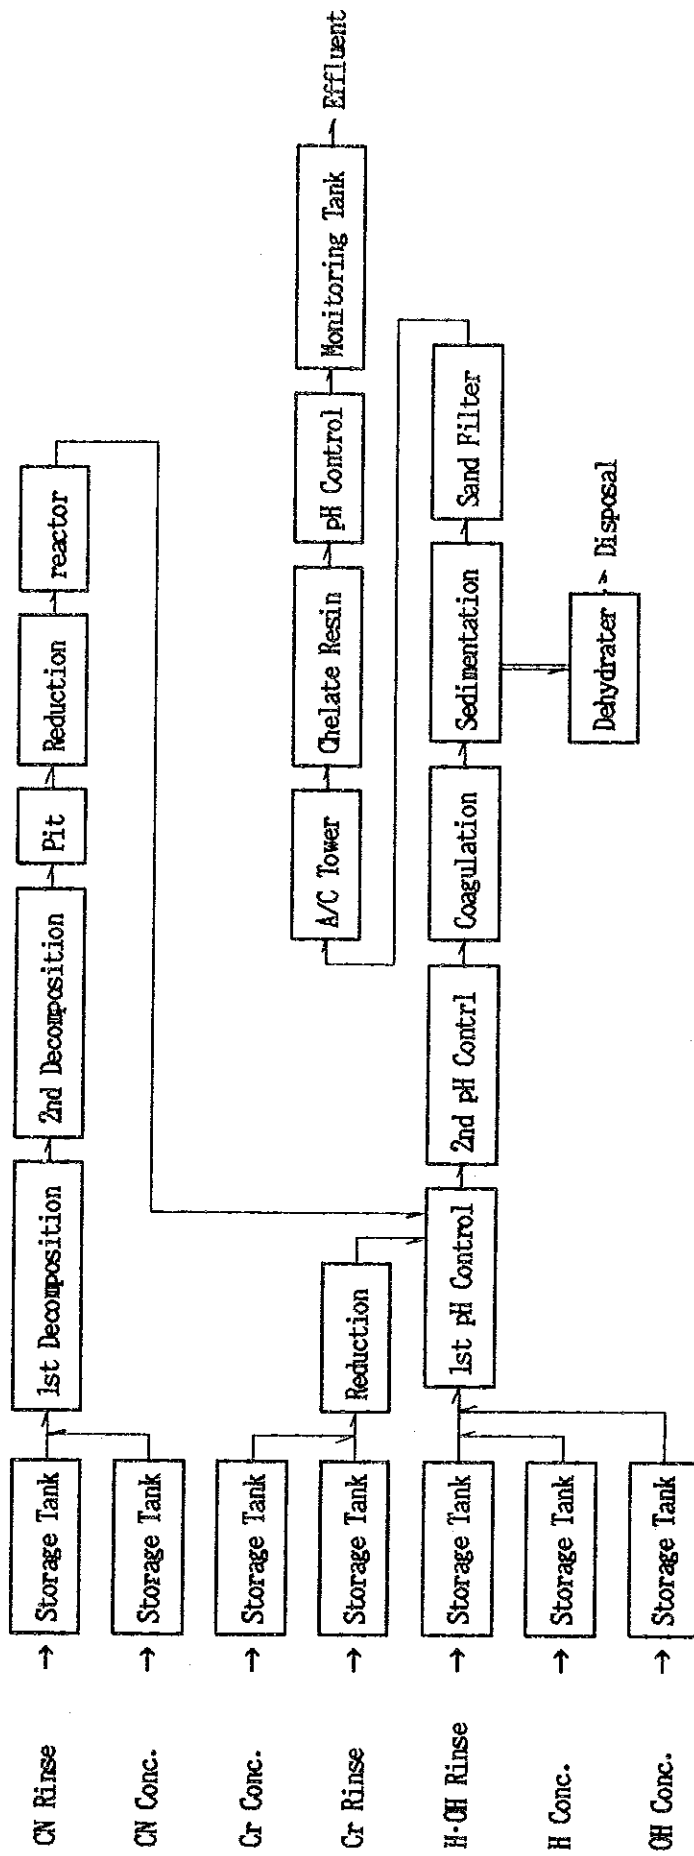 CN Rinse → Storage Tank
1st Decomposition
2nd Decomposition
Pit
Reduction
reactor
CN Conc. → Storage Tank
Cr Conc. → Storage Tank
Cr Rinse → Storage Tank
Reduction
A/C Tower
Chelate Resin
pH Control
Monitoring Tank
Effluent
H·OH Rinse → Storage Tank
1st pH Control
2nd pH Contrl
Coagulation
Sedimentation
Sand Filter
H Conc. → Storage Tank
Dehydrater
Disposal
OH Conc. → Storage Tank